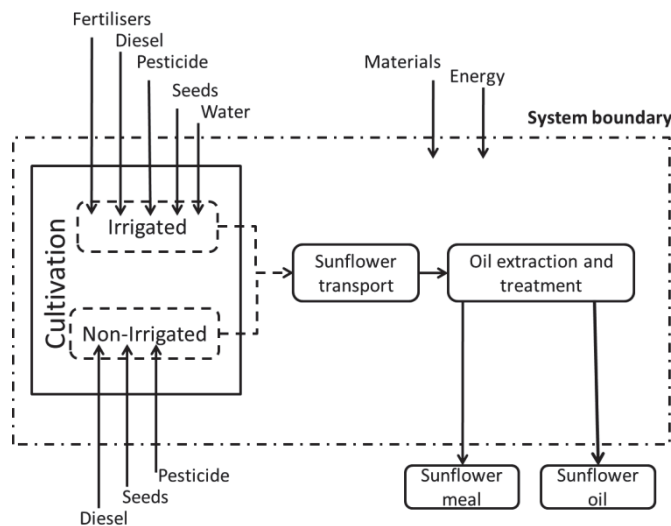 Fertilisers
Diesel
Pesticide
Seeds
Water
Materials
Energy
System boundary
Cultivation
Irrigated
Non-Irrigated
Sunflower
transport
Oil extraction and
treatment
Pesticide
Seeds
Diesel
Sunflower
meal
Sunflower
oil